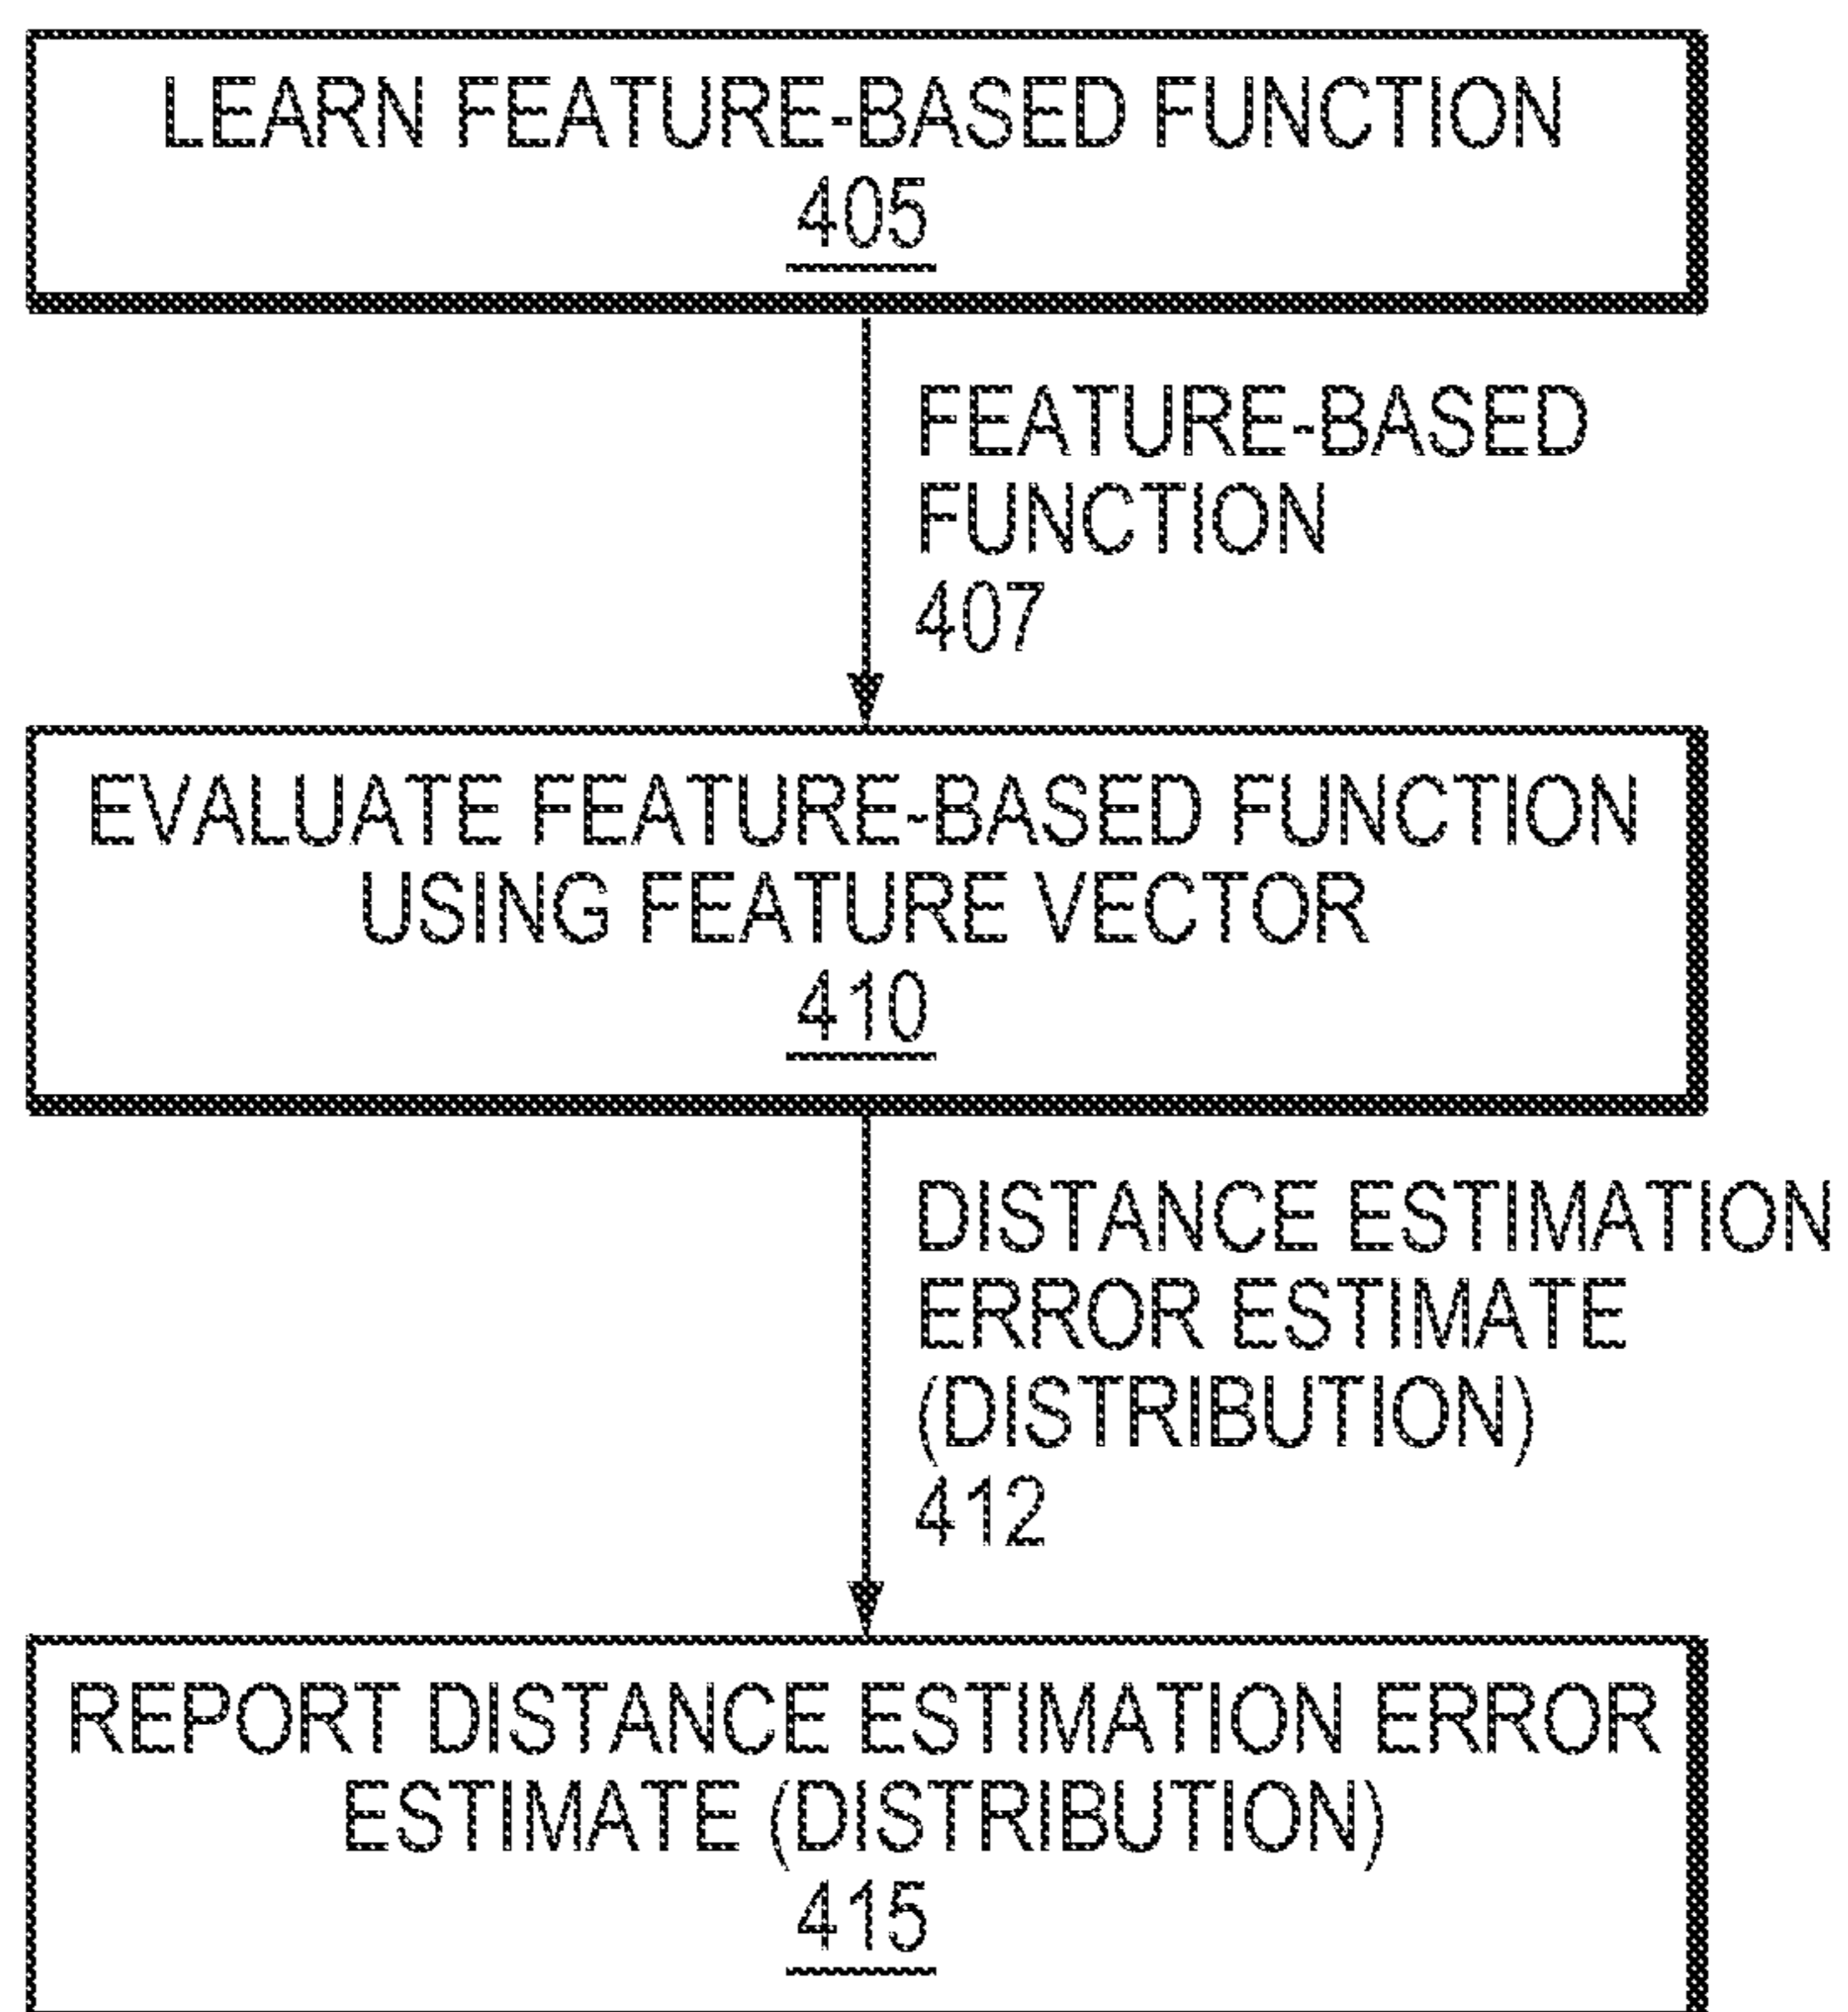 LEARN FEATURE-BASED FUNCTION
405
FEATURE-BASED
FUNCTION
407
EVALUATE FEATURE-BASED FUNCTION
USING FEATURE VECTOR
410
DISTANCE ESTIMATION
ERROR ESTIMATE
(DISTRIBUTION)
412
REPORT DISTANCE ESTIMATION ERROR
ESTIMATE (DISTRIBUTION)
415